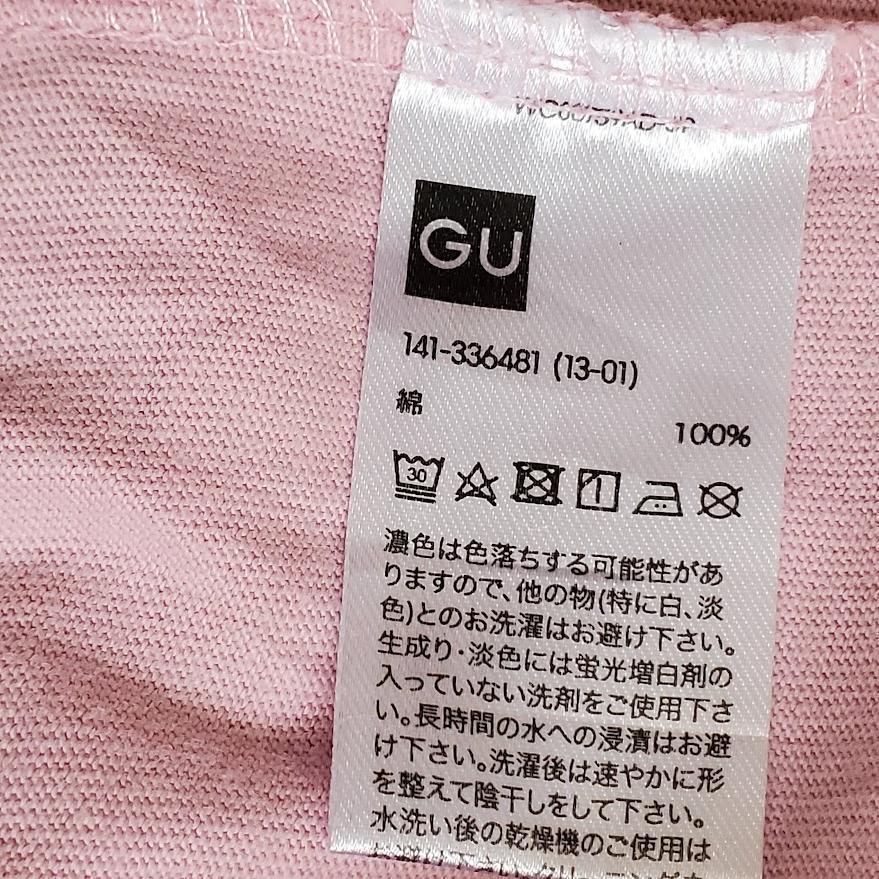 GU
141-336481 (13-01)
綿
100%
30
濃色は色落ちする可能性があ
りますので、他の物(特に白、淡
色)とのお洗濯はお避け下さい。
生成り・淡色には蛍光増白剤の
入っていない洗剤をご使用下さ
い。長時間の水への浸漬はお避
け下さい。洗濯後は速やかに形
を整えて陰干しをして下さい。
水洗い後の乾燥機のご使用は